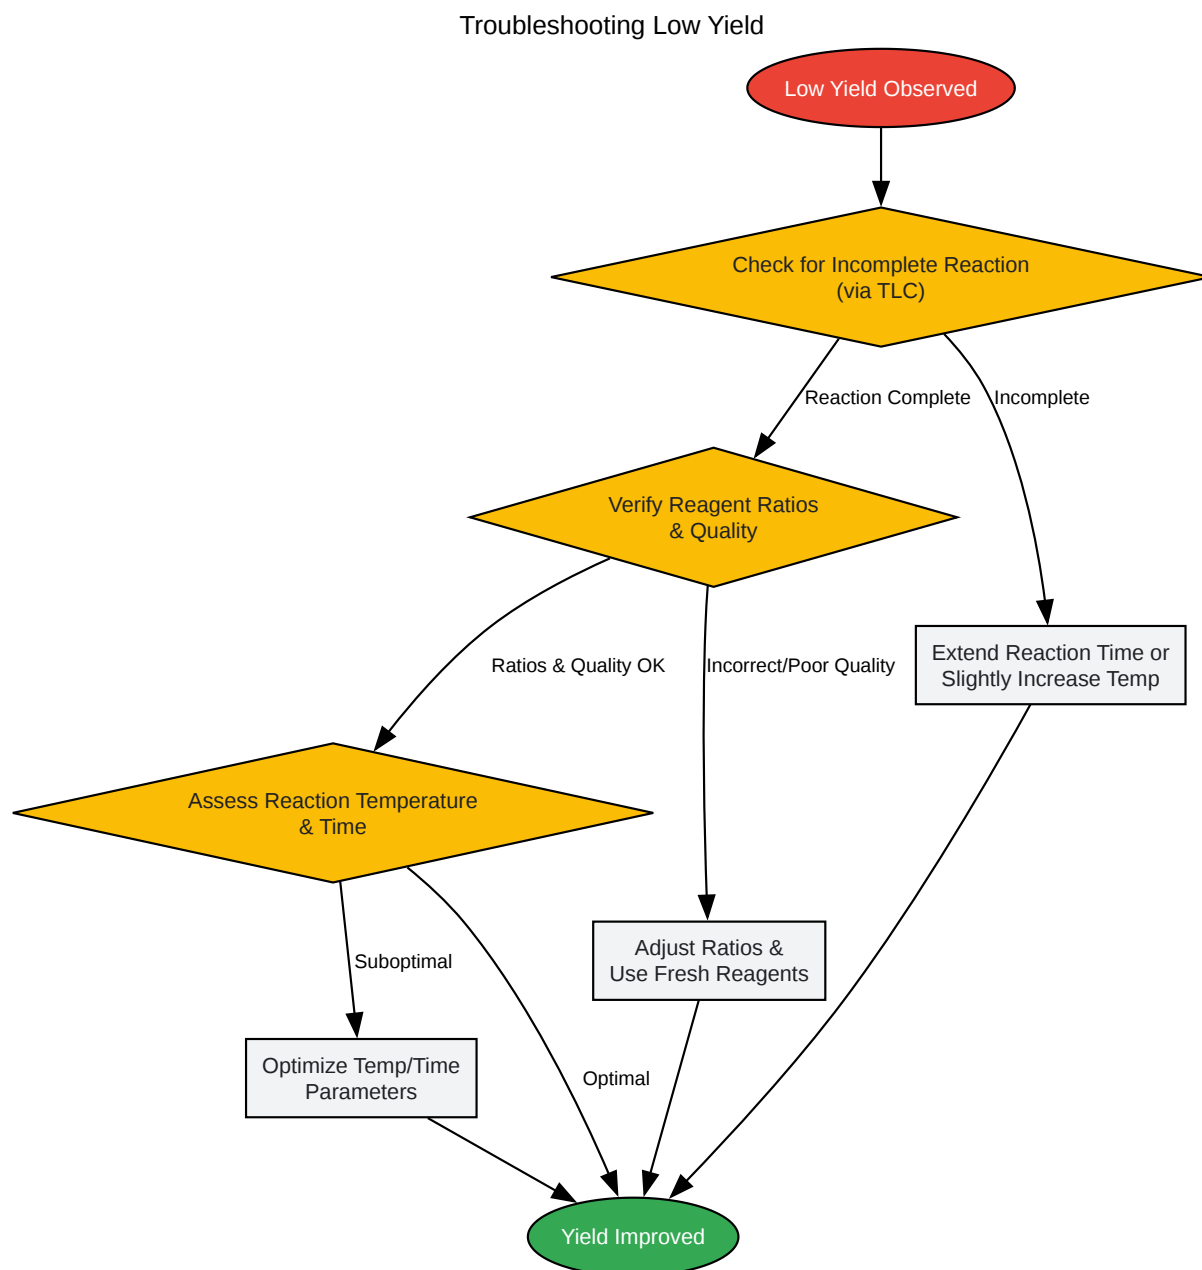 Troubleshooting Low Yield
Low Yield Observed
Check for Incomplete Reaction
(via TLC)
Reaction Complete
Incomplete
Verify Reagent Ratios
& Quality
Ratios & Quality OK
Incorrect/Poor Quality
Extend Reaction Time or
Slightly Increase Temp
Assess Reaction Temperature
& Time
Suboptimal
Adjust Ratios &
Use Fresh Reagents
Optimize Temp/Time
Parameters
Optimal
Yield Improved